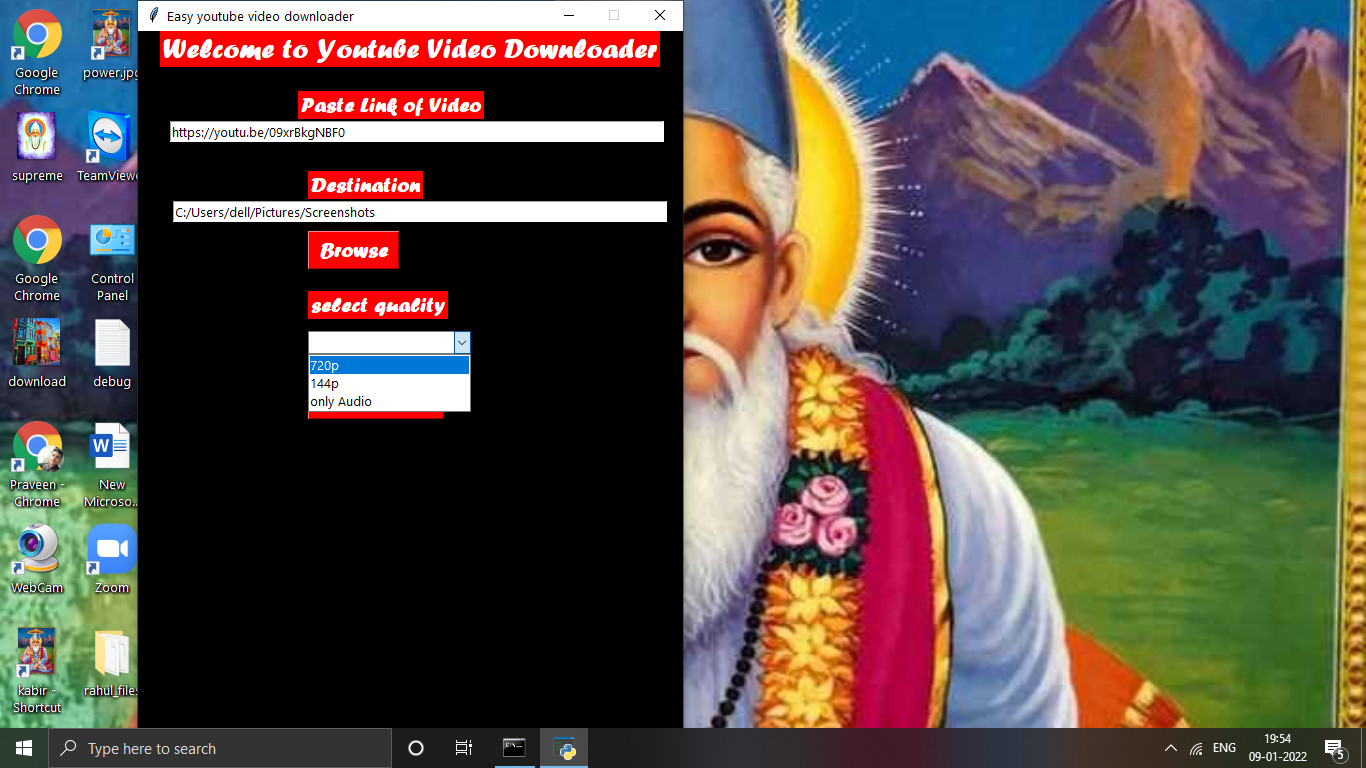 Easy youtube video downloader
Welcome to Youtube Video Downloader
Paste Link of Video
https://youtu.be/09xrBkgNBF0
Destination
C:/Users/dell/Pictures/Screenshots
Browse
select quality
720p
144p
only Audio
Google
Chrome
power.jpg
supreme
TeamViewe
Google
Chrome
Control
Panel
download
debug
Praveen -
Chrome
New
Microso...
WebCam
Zoom
kabir -
Shortcut
rahul_files
Type here to search
ENG
19:54
09-01-2022
5